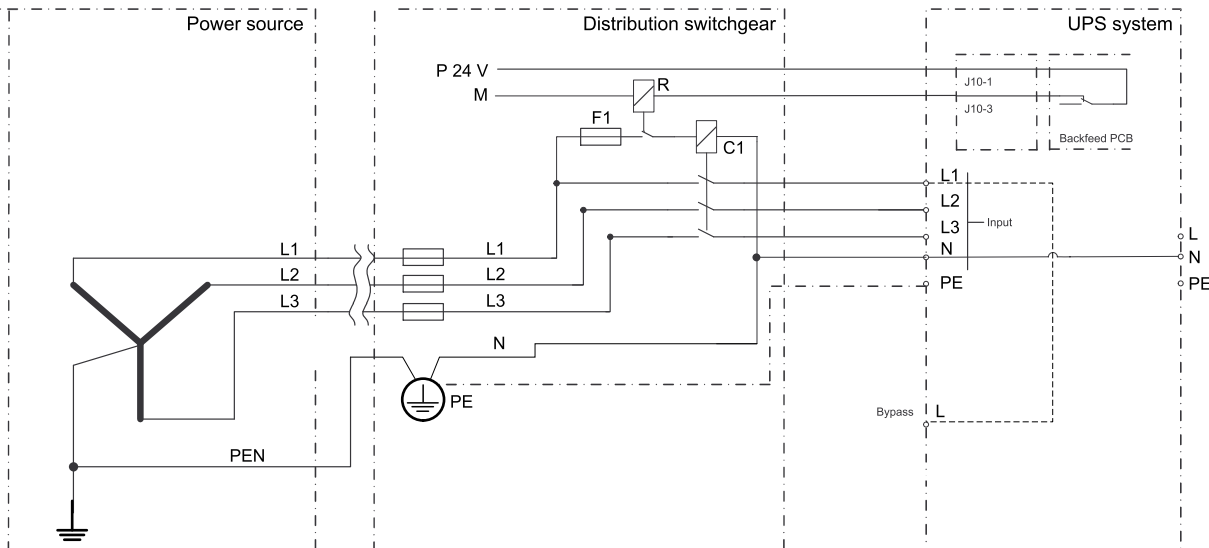 Power source
Distribution switchgear
UPS system
P 24 V
M
R
J10-1
J10-3
Backfeed PCB
F1
C1
L1
L2
L3
Input
N
PE
L
N
PE
L1
L1
L2
L2
L3
L3
N
PE
Bypass
L
PEN